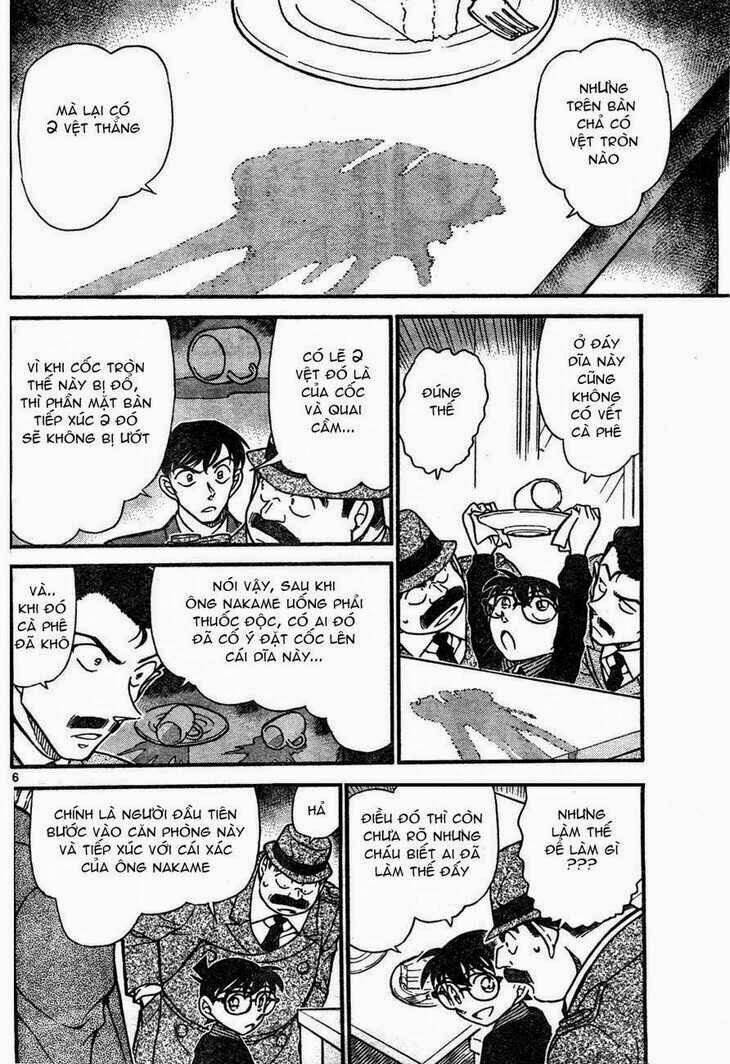 NHƯNG
TRÊN BÀN
CHẢ CÓ
VỆT TRÒN
NÀO
MÀ LẠI CÓ
2 VỆT THẲNG
Ở ĐÁY
DĨA NÀY
CŨNG
KHÔNG
CÓ VẾT
CÀ PHÊ
ĐÚNG
THẾ
CÓ LẼ 2
VỆT ĐÓ LÀ
CỦA CỐC
VÀ QUAI
CẦM...
VÌ KHI CỐC TRÒN
THẾ NÀY BỊ ĐỔ,
THÌ PHẦN MẶT BÀN
TIẾP XÚC 2 ĐÓ
SẼ KHÔNG BỊ ƯỚT
NÓI VẬY, SAU KHI
ÔNG NAKAME UỐNG PHẢI
THUỐC ĐỘC, CÓ AI ĐÓ
ĐÃ CỐ Ý ĐẶT CỐC LÊN
CÁI DĨA NÀY...
VÀ..
KHI ĐÓ
CÀ PHÊ
ĐÃ KHÔ
6
NHƯNG
LÀM THẾ
ĐỂ LÀM GÌ
???
ĐIỀU ĐÓ THÌ CÒN
CHƯA RÕ NHƯNG
CHÁU BIẾT AI ĐÃ
LÀM THẾ ĐẤY
HẢ
CHÍNH LÀ NGƯỜI ĐẦU TIÊN
BƯỚC VÀO CĂN PHÒNG NÀY
VÀ TIẾP XÚC VỚI CÁI XÁC
CỦA ÔNG NAKAME